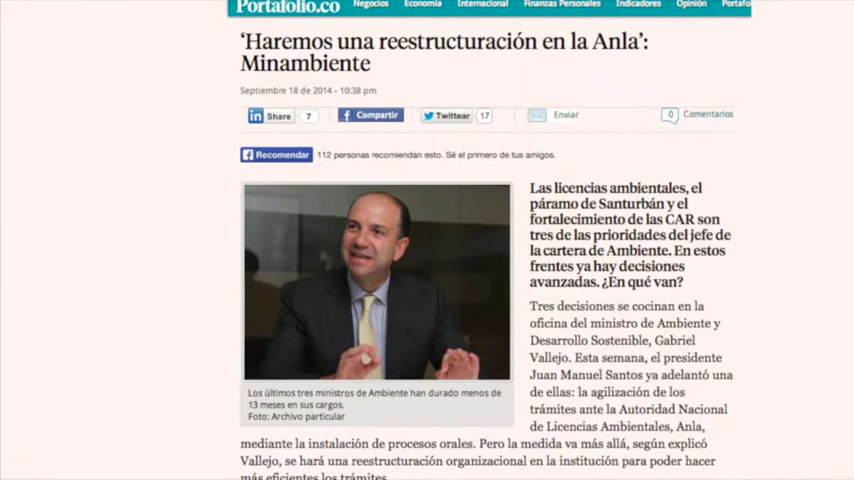 Portafolio.co Negocios Economía Internacional Finanzas Personales Indicadores Opinión
'Haremos una reestructuración en la Anla':
Minambiente
Septiembre 18 de 2014 - 10:38 pm
in Share 7 f Compartir Twittear 17 Enviar 0 Comentarios
f Recomendar 112 personas recomiendan esto. Sé el primero de tus amigos.
Las licencias ambientales, el
páramo de Santurbán y el
fortalecimiento de las CAR son
tres de las prioridades del jefe de
la cartera de Ambiente. En estos
frentes ya hay decisiones
avanzadas. ¿En qué van?
Los últimos tres ministros de Ambiente han durado menos de
13 meses en sus cargos.
Foto: Archivo particular
Tres decisiones se cocinan en la
oficina del ministro de Ambiente y
Desarrollo Sostenible, Gabriel
Vallejo. Esta semana, el presidente
Juan Manuel Santos ya adelantó una
de ellas: la agilización de los
trámites ante la Autoridad Nacional
de Licencias Ambientales, Anla,
mediante la instalación de procesos orales. Pero la medida va más allá, según explicó
Vallejo, se hará una reestructuración organizacional en la institución para poder hacer
más eficientes los trámites.